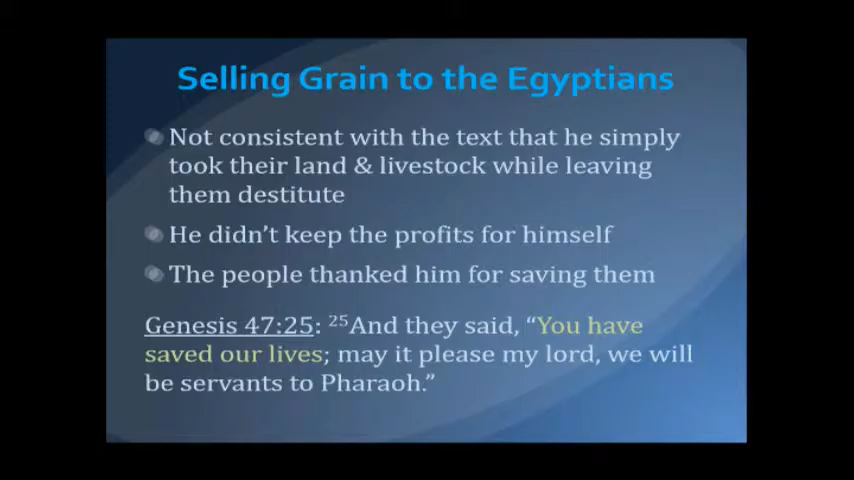 Selling Grain to the Egyptians
Not consistent with the text that he simply
took their land & livestock while leaving
them destitute
He didn’t keep the profits for himself
The people thanked him for saving them
Genesis 47:25: ²⁵And they said, “You have
saved our lives; may it please my lord, we will
be servants to Pharaoh.”